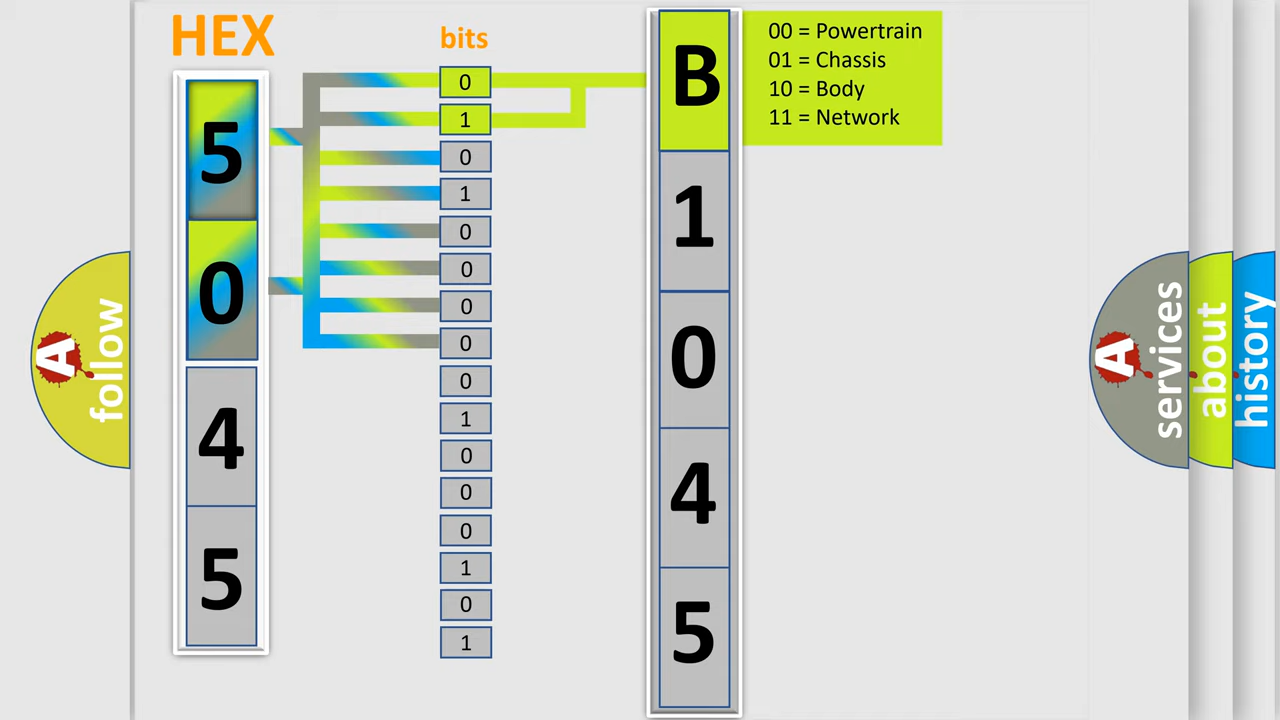 HEX
bits
5
0
4
5
0
1
0
1
0
0
0
0
0
1
0
0
0
1
0
1
B
1
0
4
5
00 = Powertrain
01 = Chassis
10 = Body
11 = Network
A
follow
A
services
about
history